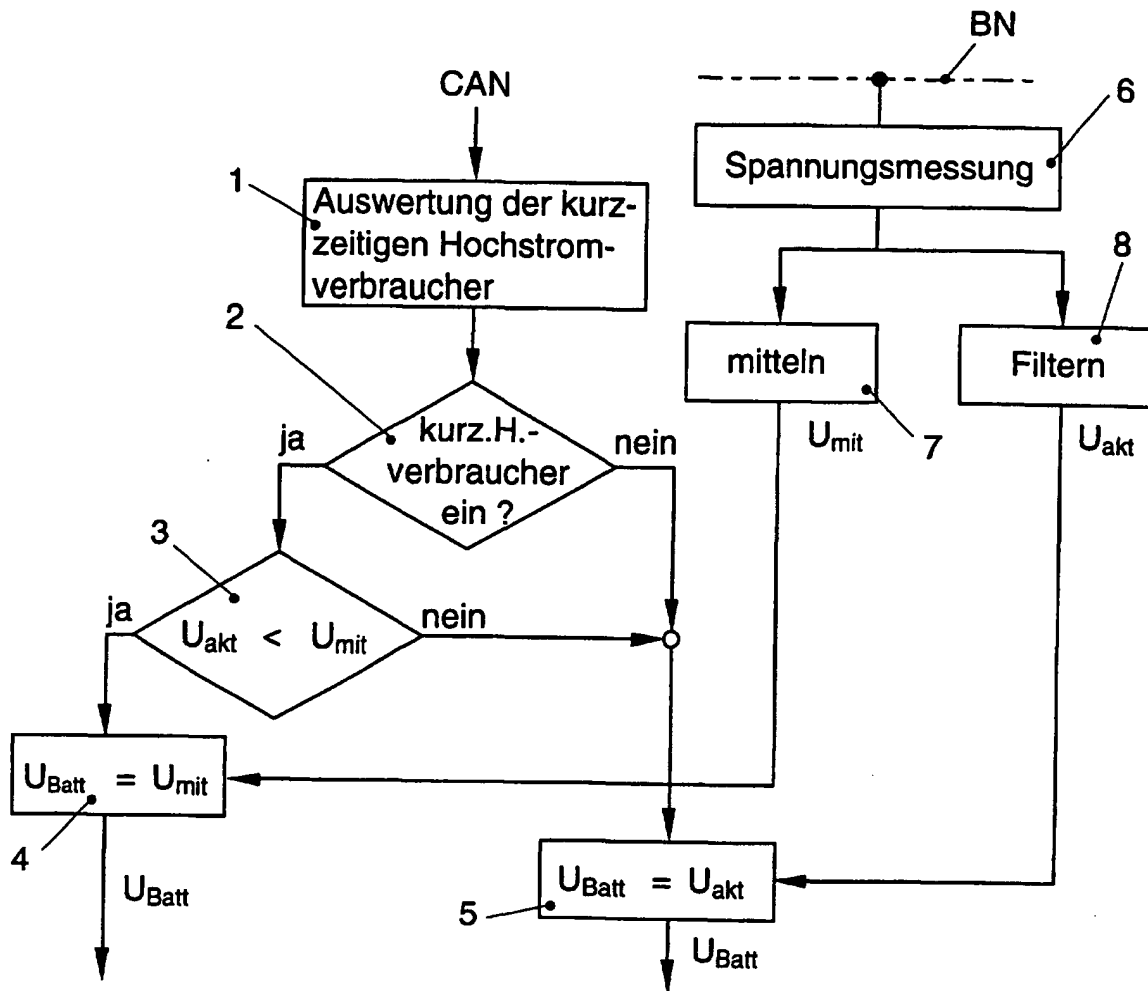 BN
CAN
6
Spannungsmessung
1
Auswertung der kurz-
zeitigen Hochstrom-
verbraucher
8
2
mitteln
Filtern
7
U_mit
U_akt
ja
kurz.H.-
verbraucher
ein ?
nein
3
ja
U_akt < U_mit
nein
U_Batt = U_mit
4
U_Batt
U_Batt = U_akt
5
U_Batt